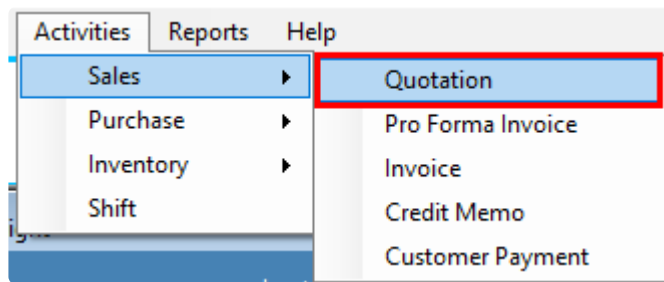 Activities Reports Help
Sales
Purchase
Inventory
Shift
Quotation
Pro Forma Invoice
Invoice
Credit Memo
Customer Payment